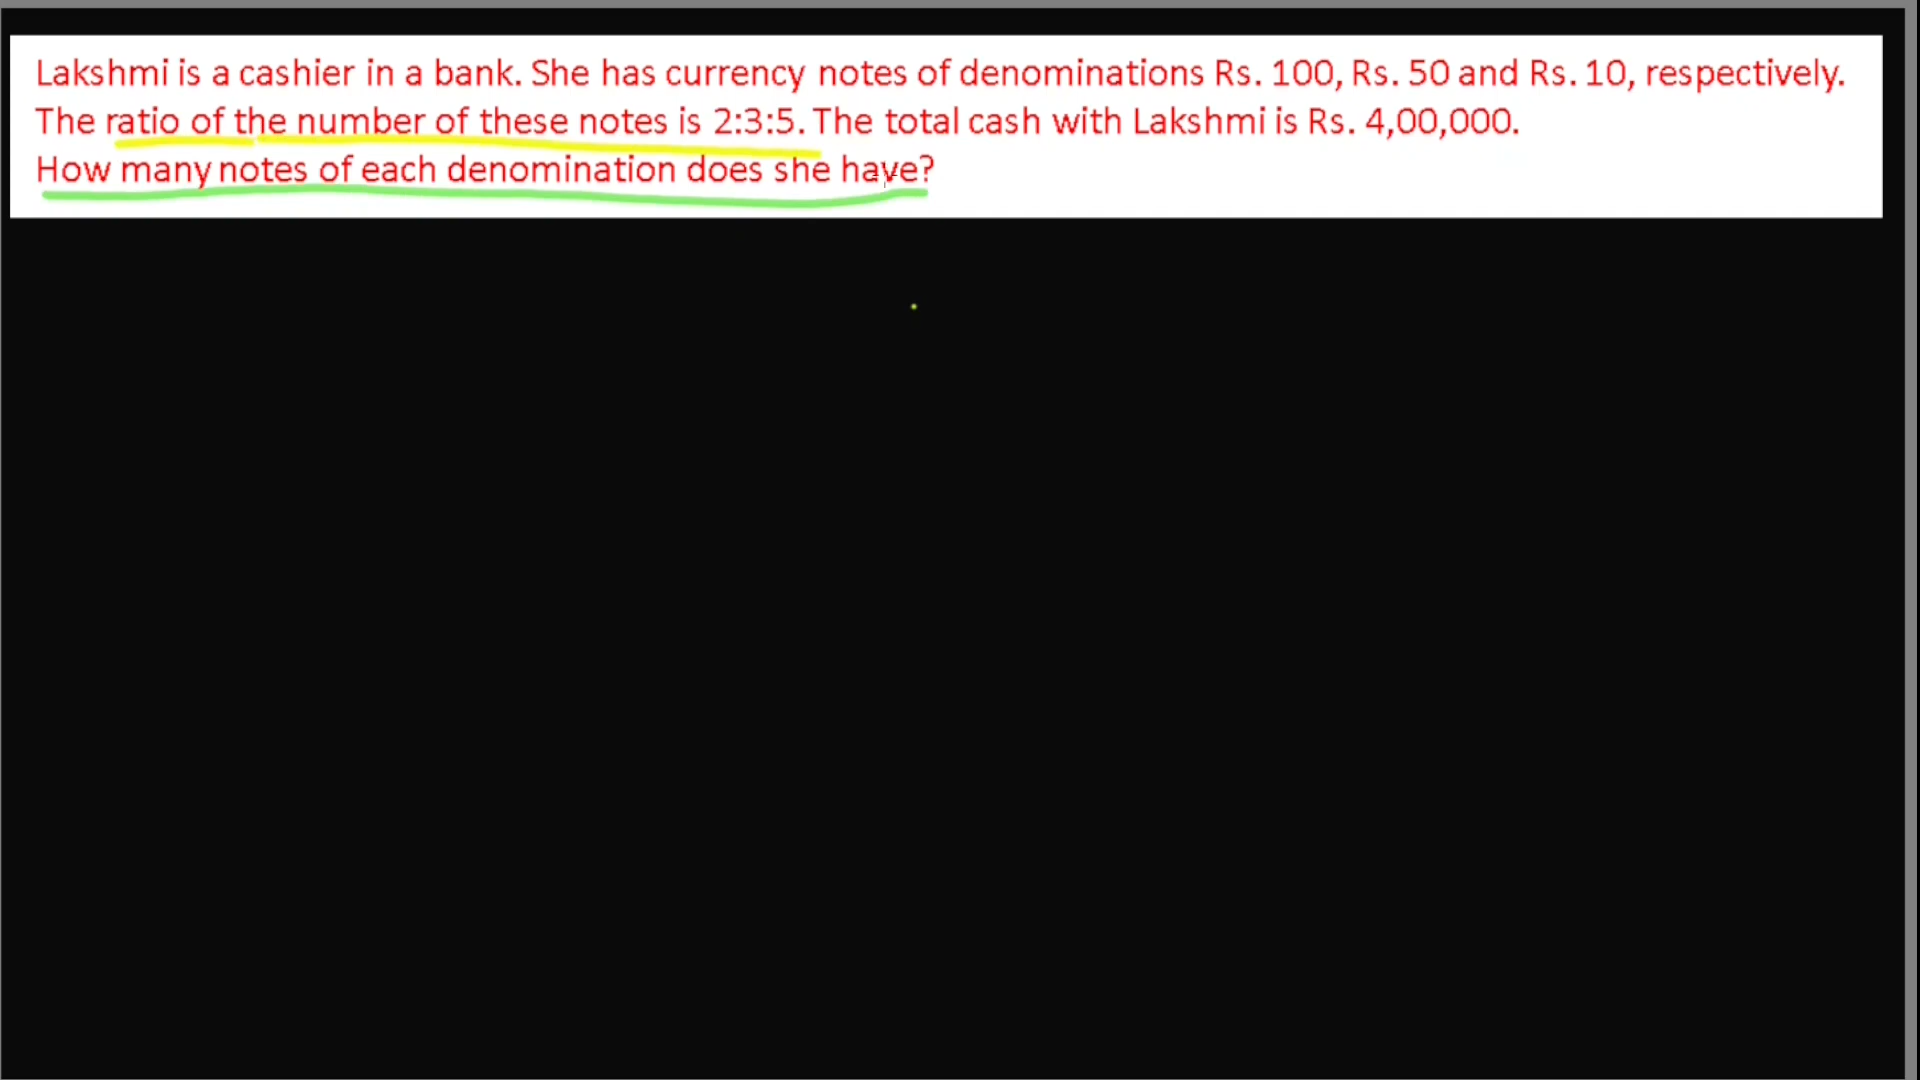 Lakshmi is a cashier in a bank. She has currency notes of denominations Rs. 100, Rs. 50 and Rs. 10, respectively.
The ratio of the number of these notes is 2:3:5. The total cash with Lakshmi is Rs. 4,00,000.
How many notes of each denomination does she have?